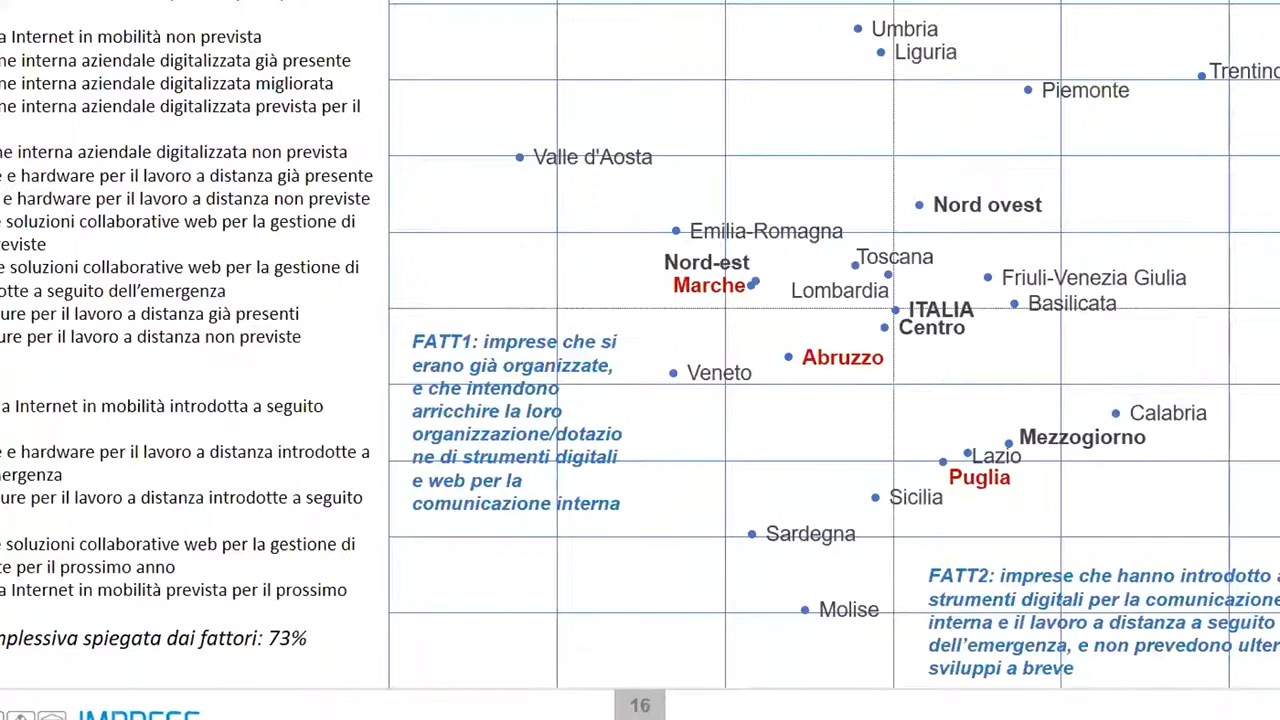 a Internet in mobilità non prevista
ne interna aziendale digitalizzata già presente
ne interna aziendale digitalizzata migliorata
ne interna aziendale digitalizzata prevista per il
ne interna aziendale digitalizzata non prevista
e e hardware per il lavoro a distanza già presente
e hardware per il lavoro a distanza non previste
e soluzioni collaborative web per la gestione di
reviste
e soluzioni collaborative web per la gestione di
otte a seguito dell'emergenza
ure per il lavoro a distanza già presenti
ure per il lavoro a distanza non previste
a Internet in mobilità introdotta a seguito
e e hardware per il lavoro a distanza introdotte a
nergenza
ure per il lavoro a distanza introdotte a seguito
e soluzioni collaborative web per la gestione di
te per il prossimo anno
a Internet in mobilità prevista per il prossimo
mplessiva spiegata dai fattori: 73%
Umbria
Liguria
Trentino
Piemonte
Valle d'Aosta
Nord ovest
Emilia-Romagna
Toscana
Nord-est
Marche
Lombardia
Friuli-Venezia Giulia
Basilicata
ITALIA
Centro
Abruzzo
Veneto
Calabria
Mezzogiorno
Lazio
Puglia
Sicilia
Sardegna
Molise
FATT1: imprese che si
erano già organizzate,
e che intendono
arricchire la loro
organizzazione/dotazio
ne di strumenti digitali
e web per la
comunicazione interna
FATT2: imprese che hanno introdotto
strumenti digitali per la comunicazione
interna e il lavoro a distanza a seguito
dell'emergenza, e non prevedono ulter
sviluppi a breve
16
IMPRESE